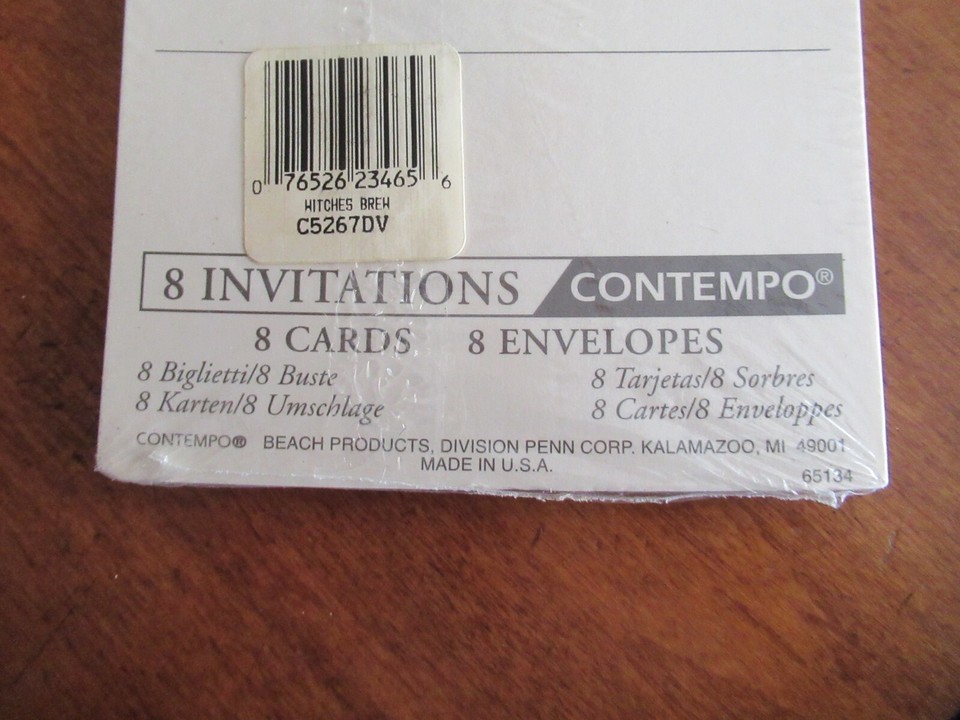 0 76526 23465 6
WITCHES BREW
C5267DV
8 INVITATIONS CONTEMPO®
8 CARDS 8 ENVELOPES
8 Biglietti/8 Buste 8 Tarjetas/8 Sorbres
8 Karten/8 Umschlage 8 Cartes/8 Enveloppes
CONTEMPO® BEACH PRODUCTS, DIVISION PENN CORP. KALAMAZOO, MI 49001
MADE IN U.S.A.
65134